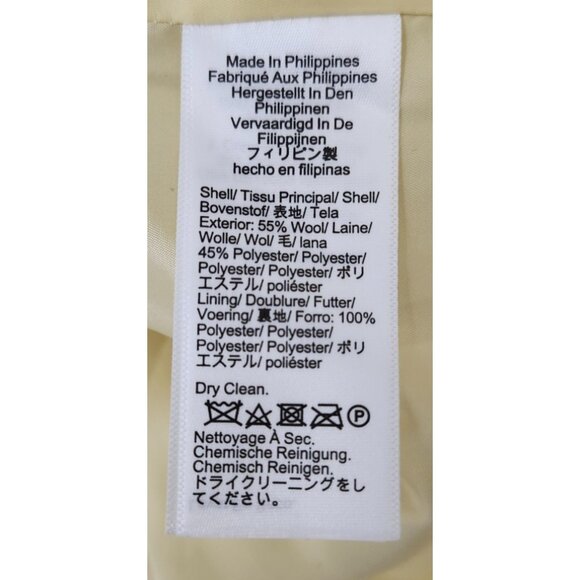 Made In Philippines
Fabriqué Aux Philippines
Hergestellt In Den
Philippinen
Vervaardigd In De
Filippijnen
フィリピン製
hecho en filipinas
Shell/ Tissu Principal/ Shell/
Bovenstof/ 表地/ Tela
Exterior: 55% Wool/ Laine/
Wolle/ Wol/ 毛/ lana
45% Polyester/ Polyester/
Polyester/ Polyester/ ポリ
エステル/ poliéster
Lining/ Doublure/ Futter/
Voering/ 裏地/ Forro: 100%
Polyester/ Polyester/
Polyester/ Polyester/ ポリ
エステル/ poliéster
Dry Clean.
P
Nettoyage À Sec.
Chemische Reinigung.
Chemisch Reinigen.
ドライクリーニングをし
てください。